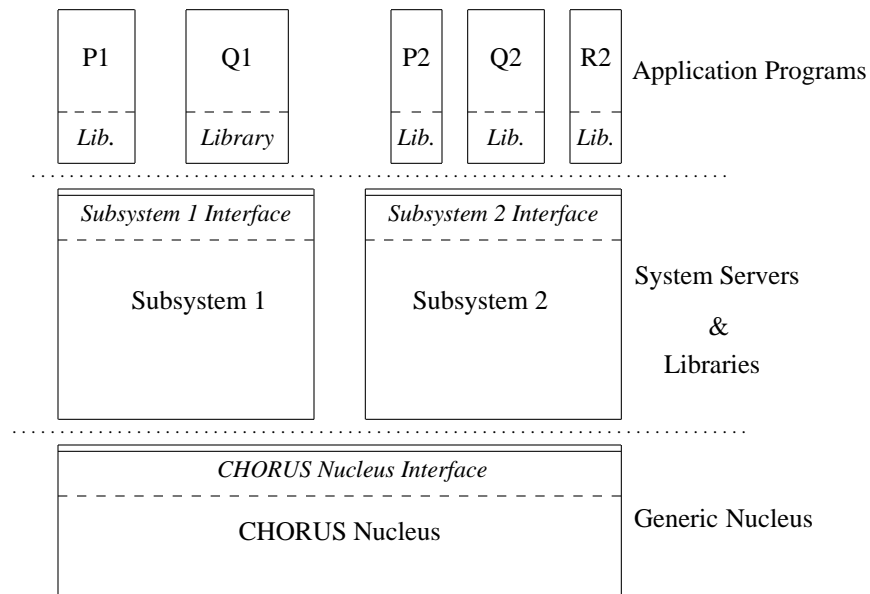 P1
Q1
P2
Q2
R2
Application Programs
Lib.
Library
Lib.
Lib.
Lib.
Subsystem 1 Interface
Subsystem 2 Interface
Subsystem 1
Subsystem 2
System Servers
&
Libraries
CHORUS Nucleus Interface
CHORUS Nucleus
Generic Nucleus